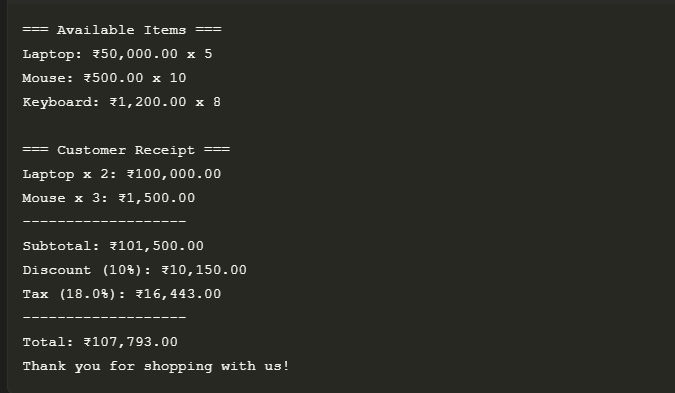 === Available Items ===
Laptop: ₹50,000.00 x 5
Mouse: ₹500.00 x 10
Keyboard: ₹1,200.00 x 8
=== Customer Receipt ===
Laptop x 2: ₹100,000.00
Mouse x 3: ₹1,500.00
-------------------
Subtotal: ₹101,500.00
Discount (10%): ₹10,150.00
Tax (18.0%): ₹16,443.00
-------------------
Total: ₹107,793.00
Thank you for shopping with us!